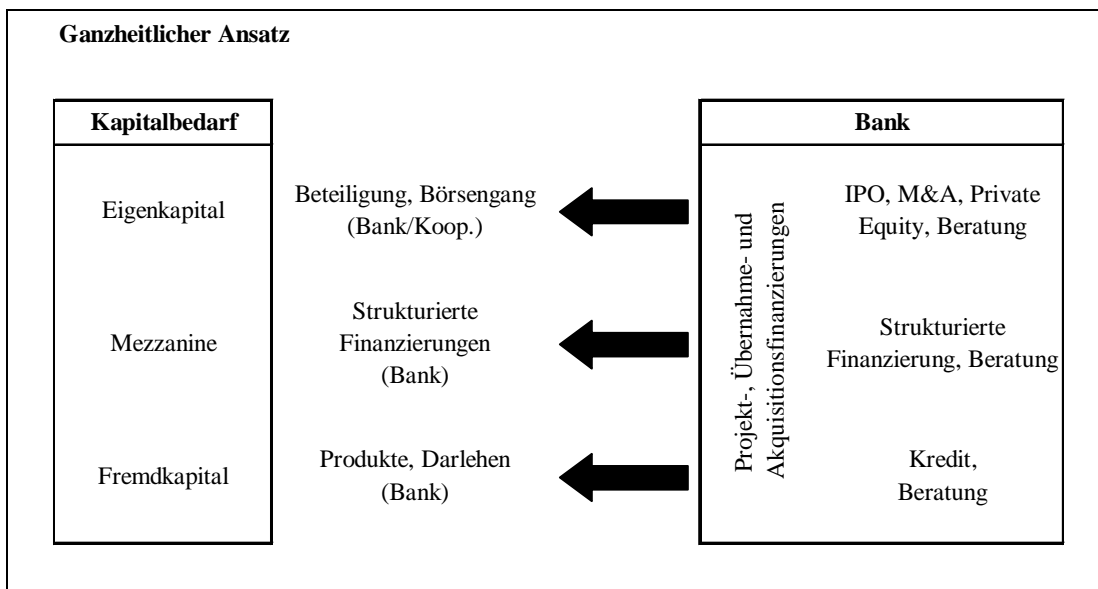 Ganzheitlicher Ansatz
Kapitalbedarf
Bank
Eigenkapital
Beteiligung, Börsengang
(Bank/Koop.)
IPO, M&A, Private
Equity, Beratung
Mezzanine
Strukturierte
Finanzierungen
(Bank)
Strukturierte
Finanzierung, Beratung
Fremdkapital
Produkte, Darlehen
(Bank)
Kredit,
Beratung
Projekt-, Übernahme- und
Akquisitionsfinanzierungen